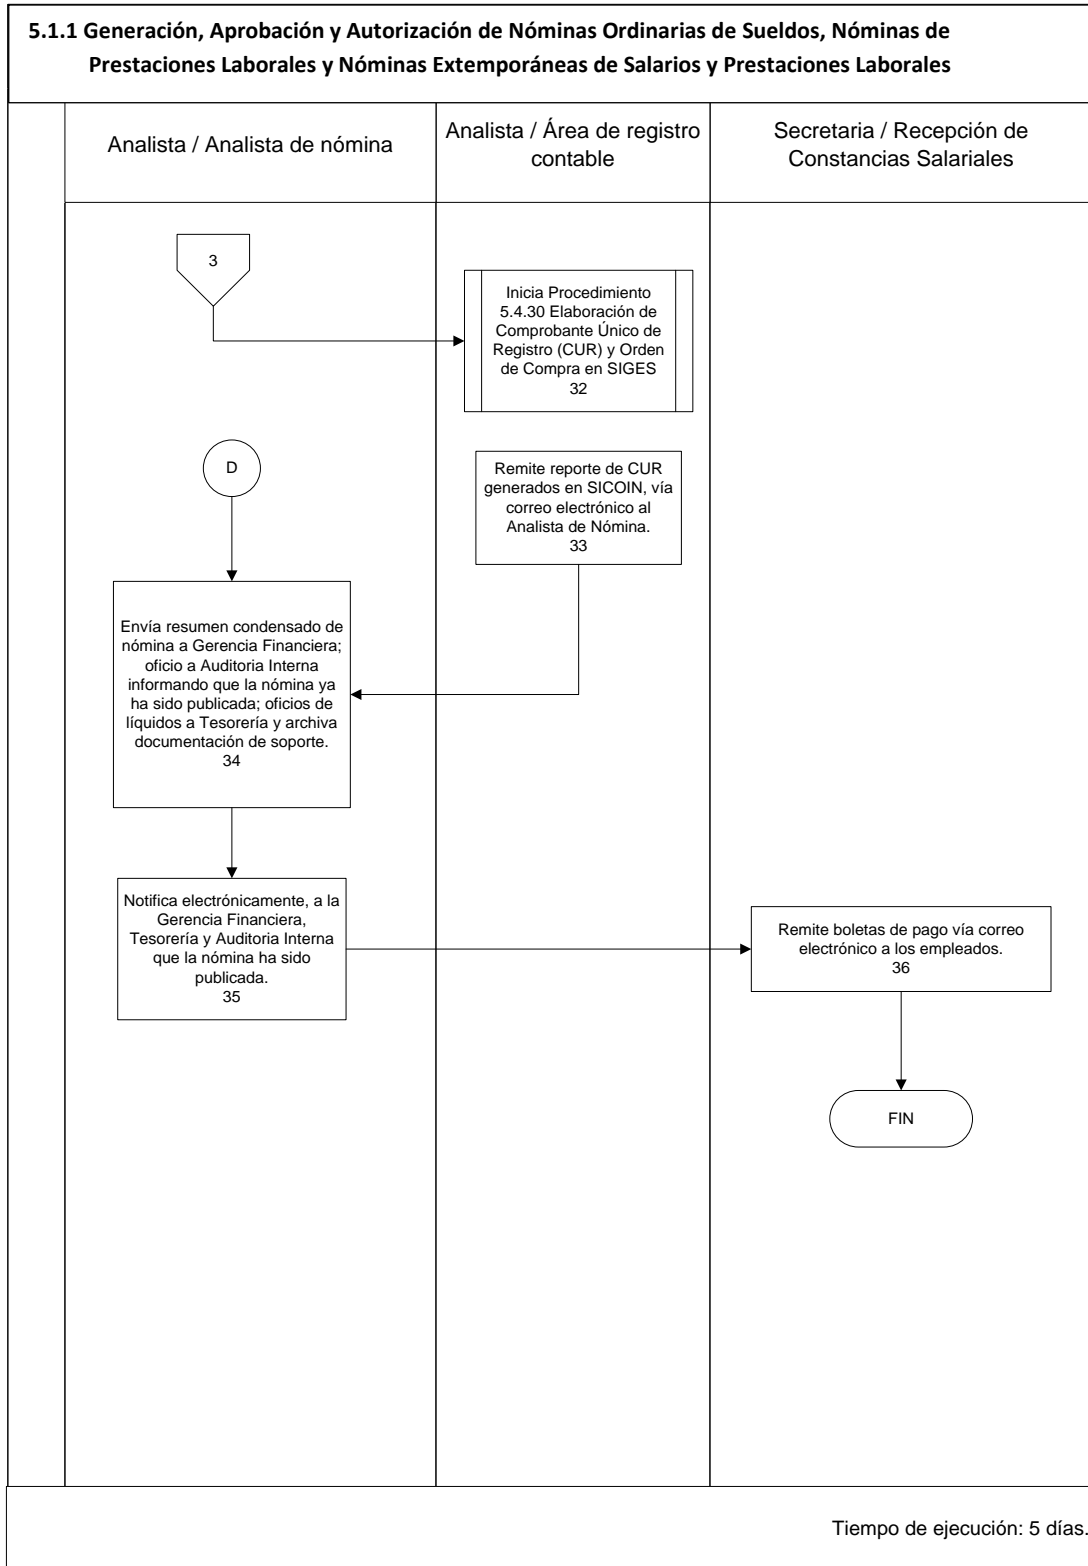 5.1.1 Generación, Aprobación y Autorización de Nóminas Ordinarias de Sueldos, Nóminas de
Prestaciones Laborales y Nóminas Extemporáneas de Salarios y Prestaciones Laborales
Analista / Analista de nómina
Analista / Área de registro
contable
Secretaria / Recepción de
Constancias Salariales
3
Inicia Procedimiento
5.4.30 Elaboración de
Comprobante Único de
Registro (CUR) y Orden
de Compra en SIGES
32
D
Remite reporte de CUR
generados en SICOIN, vía
correo electrónico al
Analista de Nómina.
33
Envía resumen condensado de
nómina a Gerencia Financiera;
oficio a Auditoria Interna
informando que la nómina ya
ha sido publicada; oficios de
líquidos a Tesorería y archiva
documentación de soporte.
34
Notifica electrónicamente, a la
Gerencia Financiera,
Tesorería y Auditoria Interna
que la nómina ha sido
publicada.
35
Remite boletas de pago vía correo
electrónico a los empleados.
36
FIN
Tiempo de ejecución: 5 días.